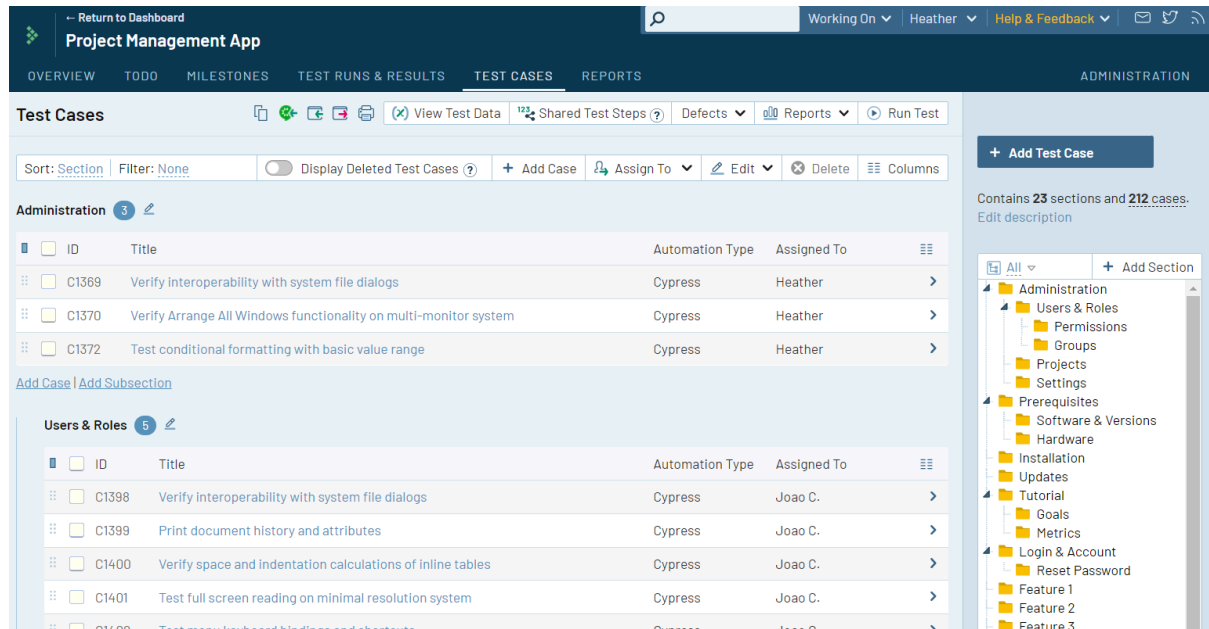 ← Return to Dashboard
Project Management App
Working On Heather Help & Feedback
OVERVIEW TODO MILESTONES TEST RUNS & RESULTS TEST CASES REPORTS ADMINISTRATION
Test Cases
(x) View Test Data 123 Shared Test Steps ? Defects Reports Run Test
Sort: Section Filter: None Display Deleted Test Cases ? + Add Case Assign To Edit Delete Columns
Administration 3
ID Title Automation Type Assigned To
C1369 Verify interoperability with system file dialogs Cypress Heather
C1370 Verify Arrange All Windows functionality on multi-monitor system Cypress Heather
C1372 Test conditional formatting with basic value range Cypress Heather
Add Case | Add Subsection
Users & Roles 5
ID Title Automation Type Assigned To
C1398 Verify interoperability with system file dialogs Cypress Joao C.
C1399 Print document history and attributes Cypress Joao C.
C1400 Verify space and indentation calculations of inline tables Cypress Joao C.
C1401 Test full screen reading on minimal resolution system Cypress Joao C.
+ Add Test Case
Contains 23 sections and 212 cases.
Edit description
All + Add Section
Administration
Users & Roles
Permissions
Groups
Projects
Settings
Prerequisites
Software & Versions
Hardware
Installation
Updates
Tutorial
Goals
Metrics
Login & Account
Reset Password
Feature 1
Feature 2
Feature 3